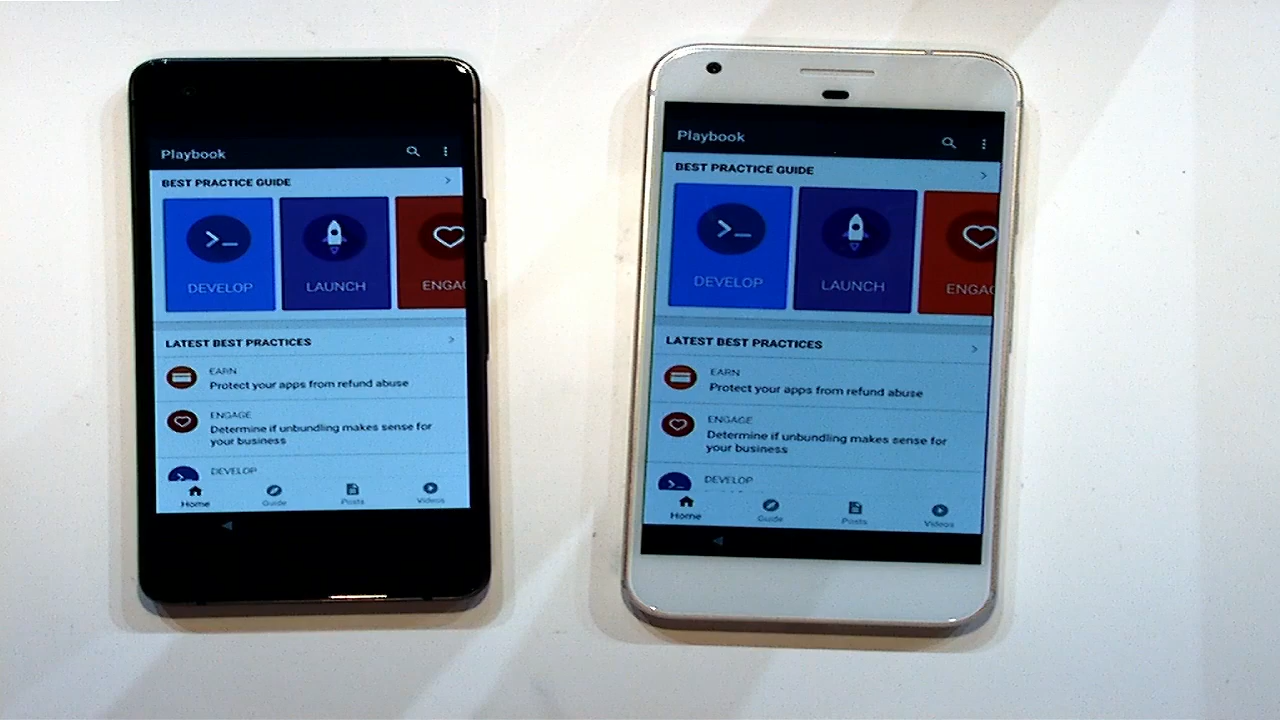 Playbook
BEST PRACTICE GUIDE
DEVELOP
LAUNCH
ENGAG
LATEST BEST PRACTICES
EARN
Protect your apps from refund abuse
ENGAGE
Determine if unbundling makes sense for
your business
DEVELOP
Home
Guide
Posts
Videos
Playbook
BEST PRACTICE GUIDE
DEVELOP
LAUNCH
ENGAG
LATEST BEST PRACTICES
EARN
Protect your apps from refund abuse
ENGAGE
Determine if unbundling makes sense for
your business
DEVELOP
Home
Guide
Posts
Videos